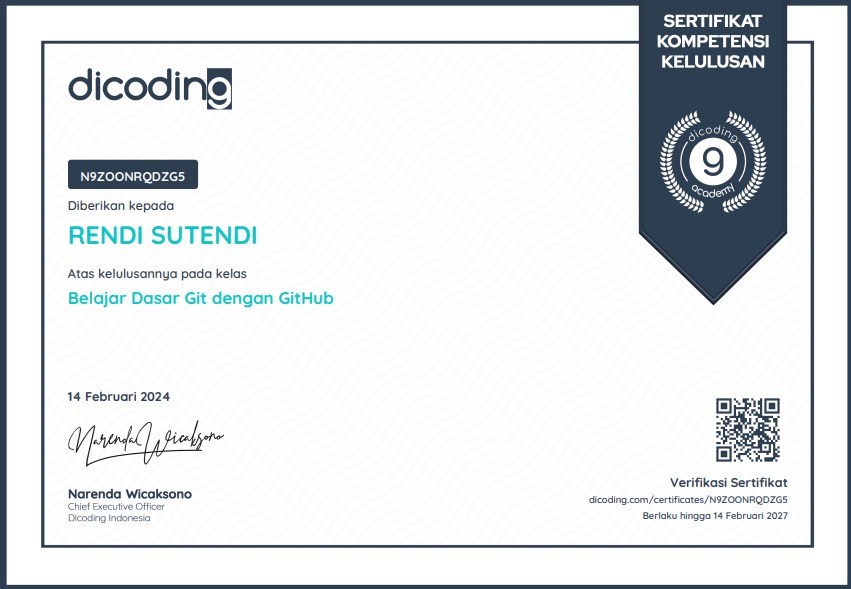 SERTIFIKAT
KOMPETENSI
KELULUSAN
dicoding
dicoding
9
academy
N9ZOONRQDZG5
Diberikan kepada
RENDI SUTENDI
Atas kelulusannya pada kelas
Belajar Dasar Git dengan GitHub
14 Februari 2024
Narenda Wicaksono
Narenda Wicaksono
Chief Executive Officer
Dicoding Indonesia
Verifikasi Sertifikat
dicoding.com/certificates/N9ZOONRQDZG5
Berlaku hingga 14 Februari 2027